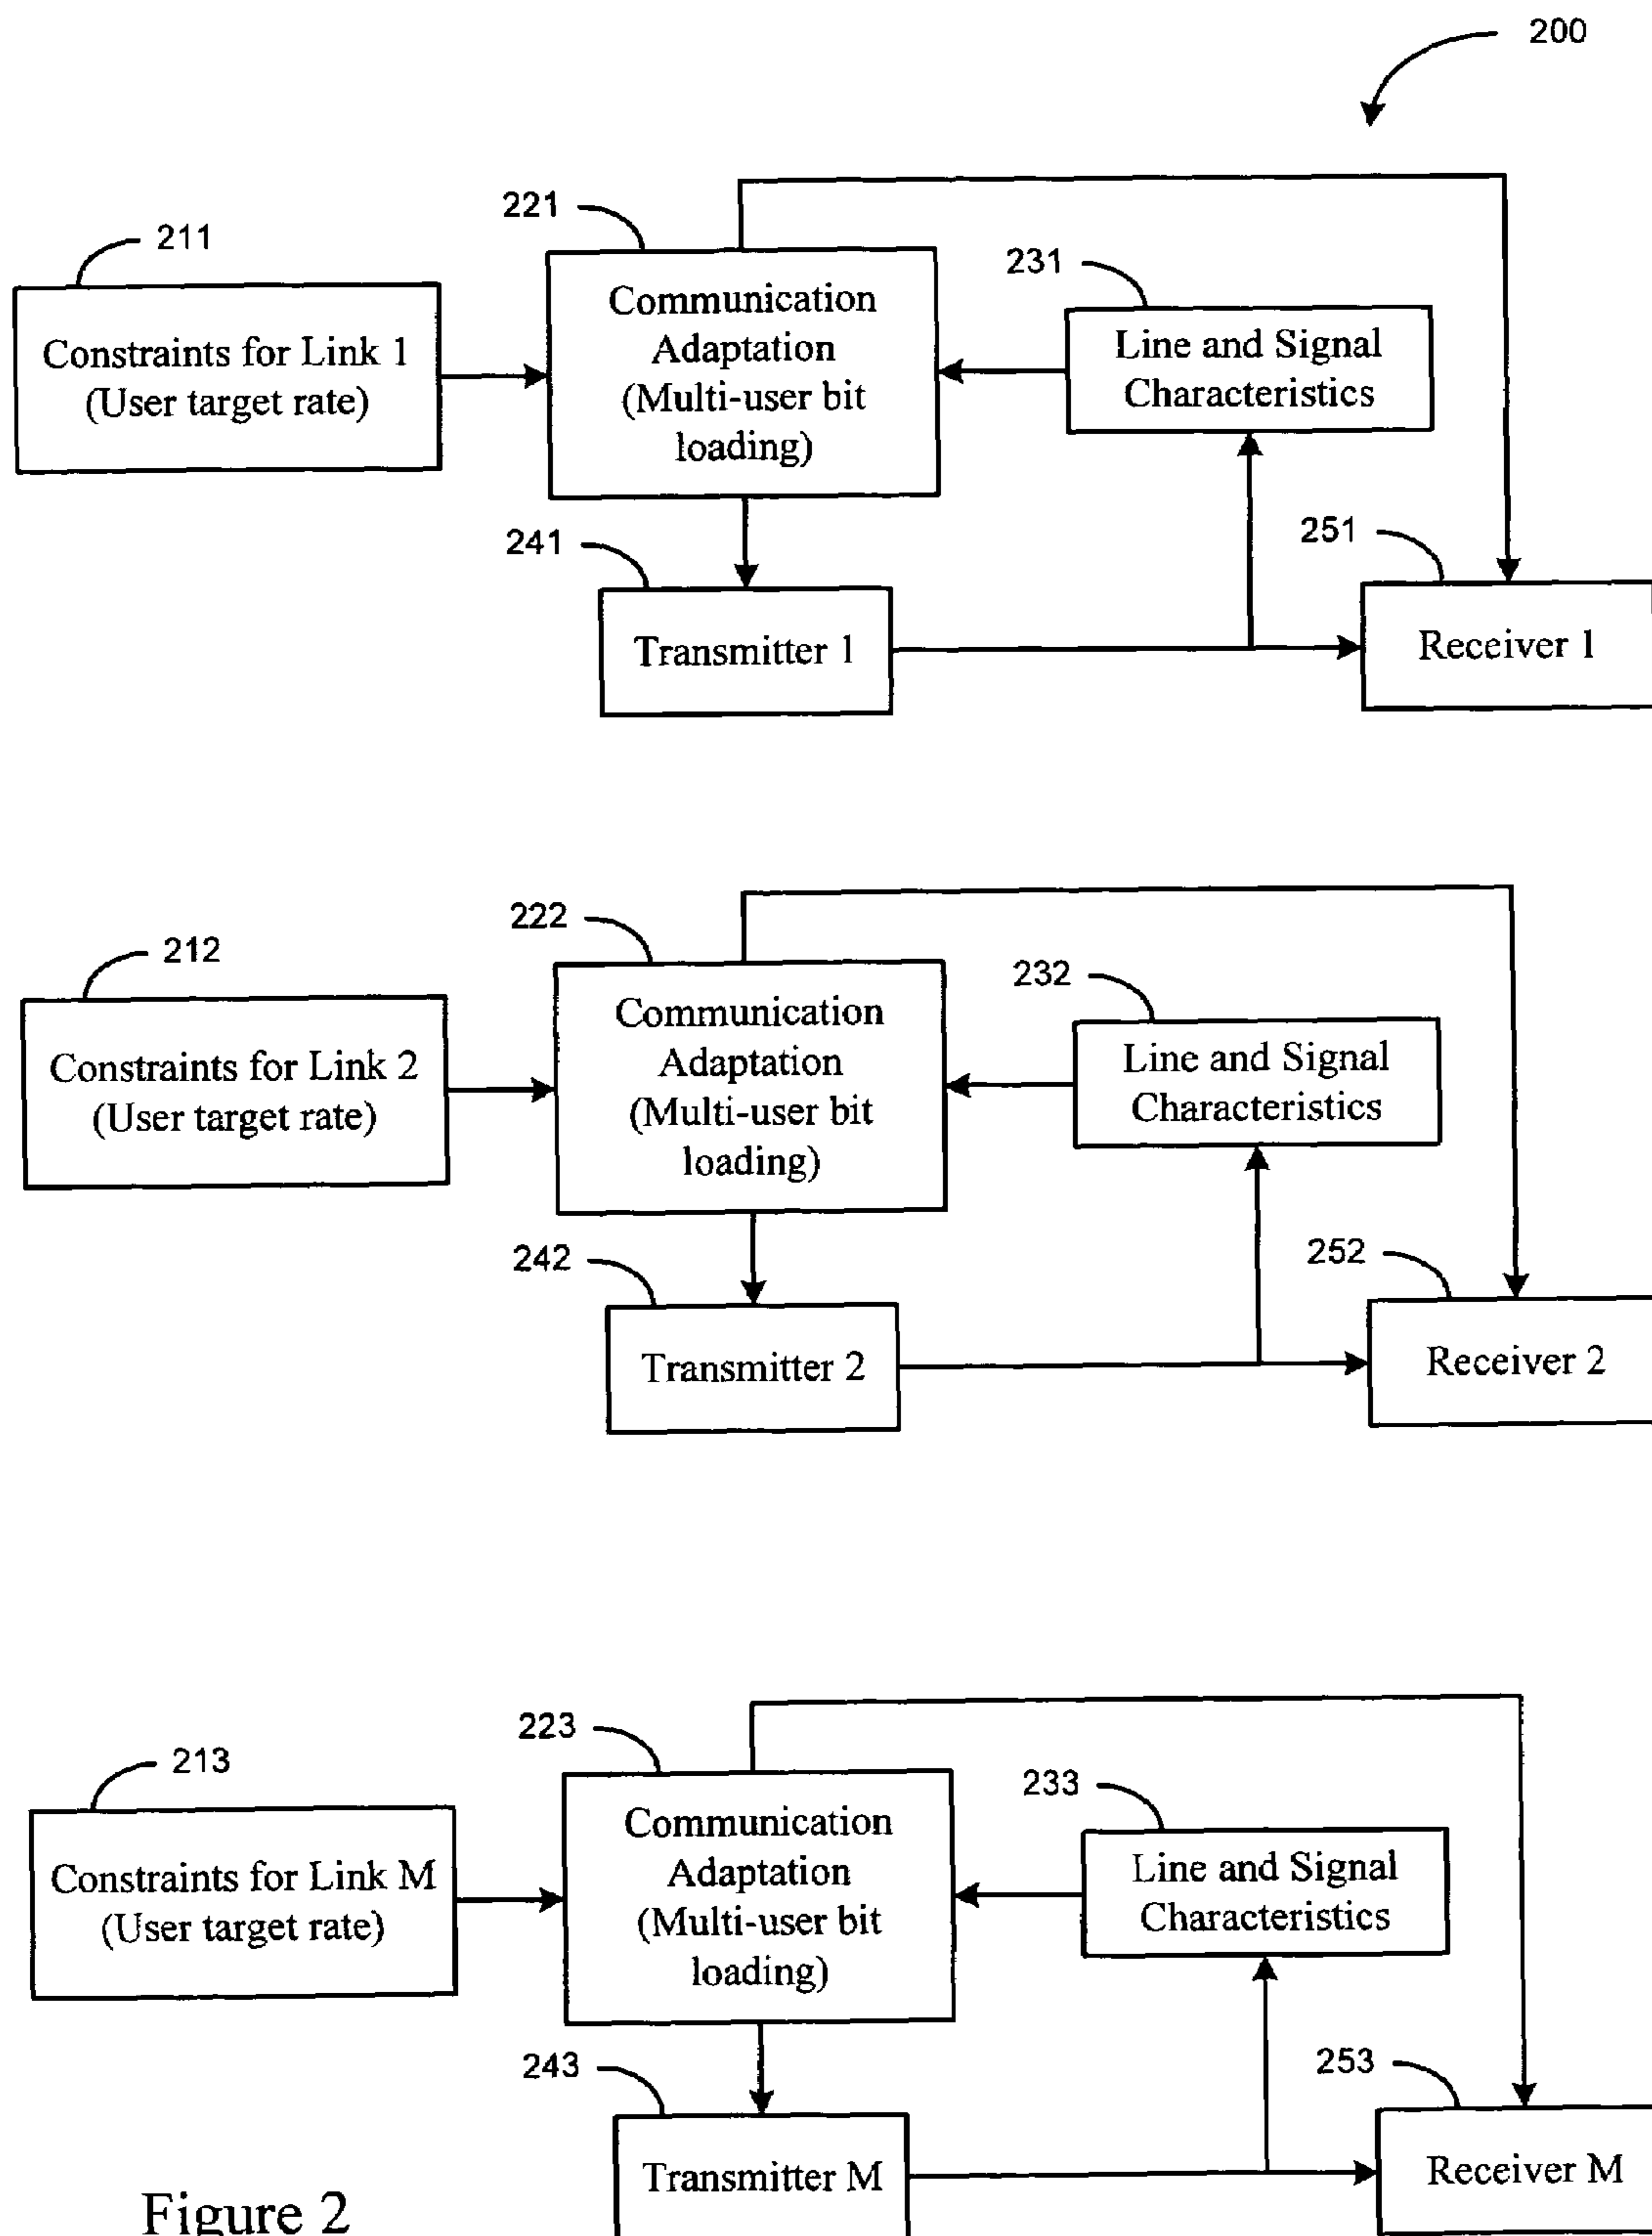 200
221
211
231
Communication
Adaptation
(Multi-user bit
loading)
Constraints for Link 1
(User target rate)
Line and Signal
Characteristics
241
251
Transmitter 1
Receiver 1
222
212
232
Communication
Adaptation
(Multi-user bit
loading)
Constraints for Link 2
(User target rate)
Line and Signal
Characteristics
242
252
Transmitter 2
Receiver 2
223
213
233
Communication
Adaptation
(Multi-user bit
loading)
Constraints for Link M
(User target rate)
Line and Signal
Characteristics
243
253
Transmitter M
Receiver M
Figure 2